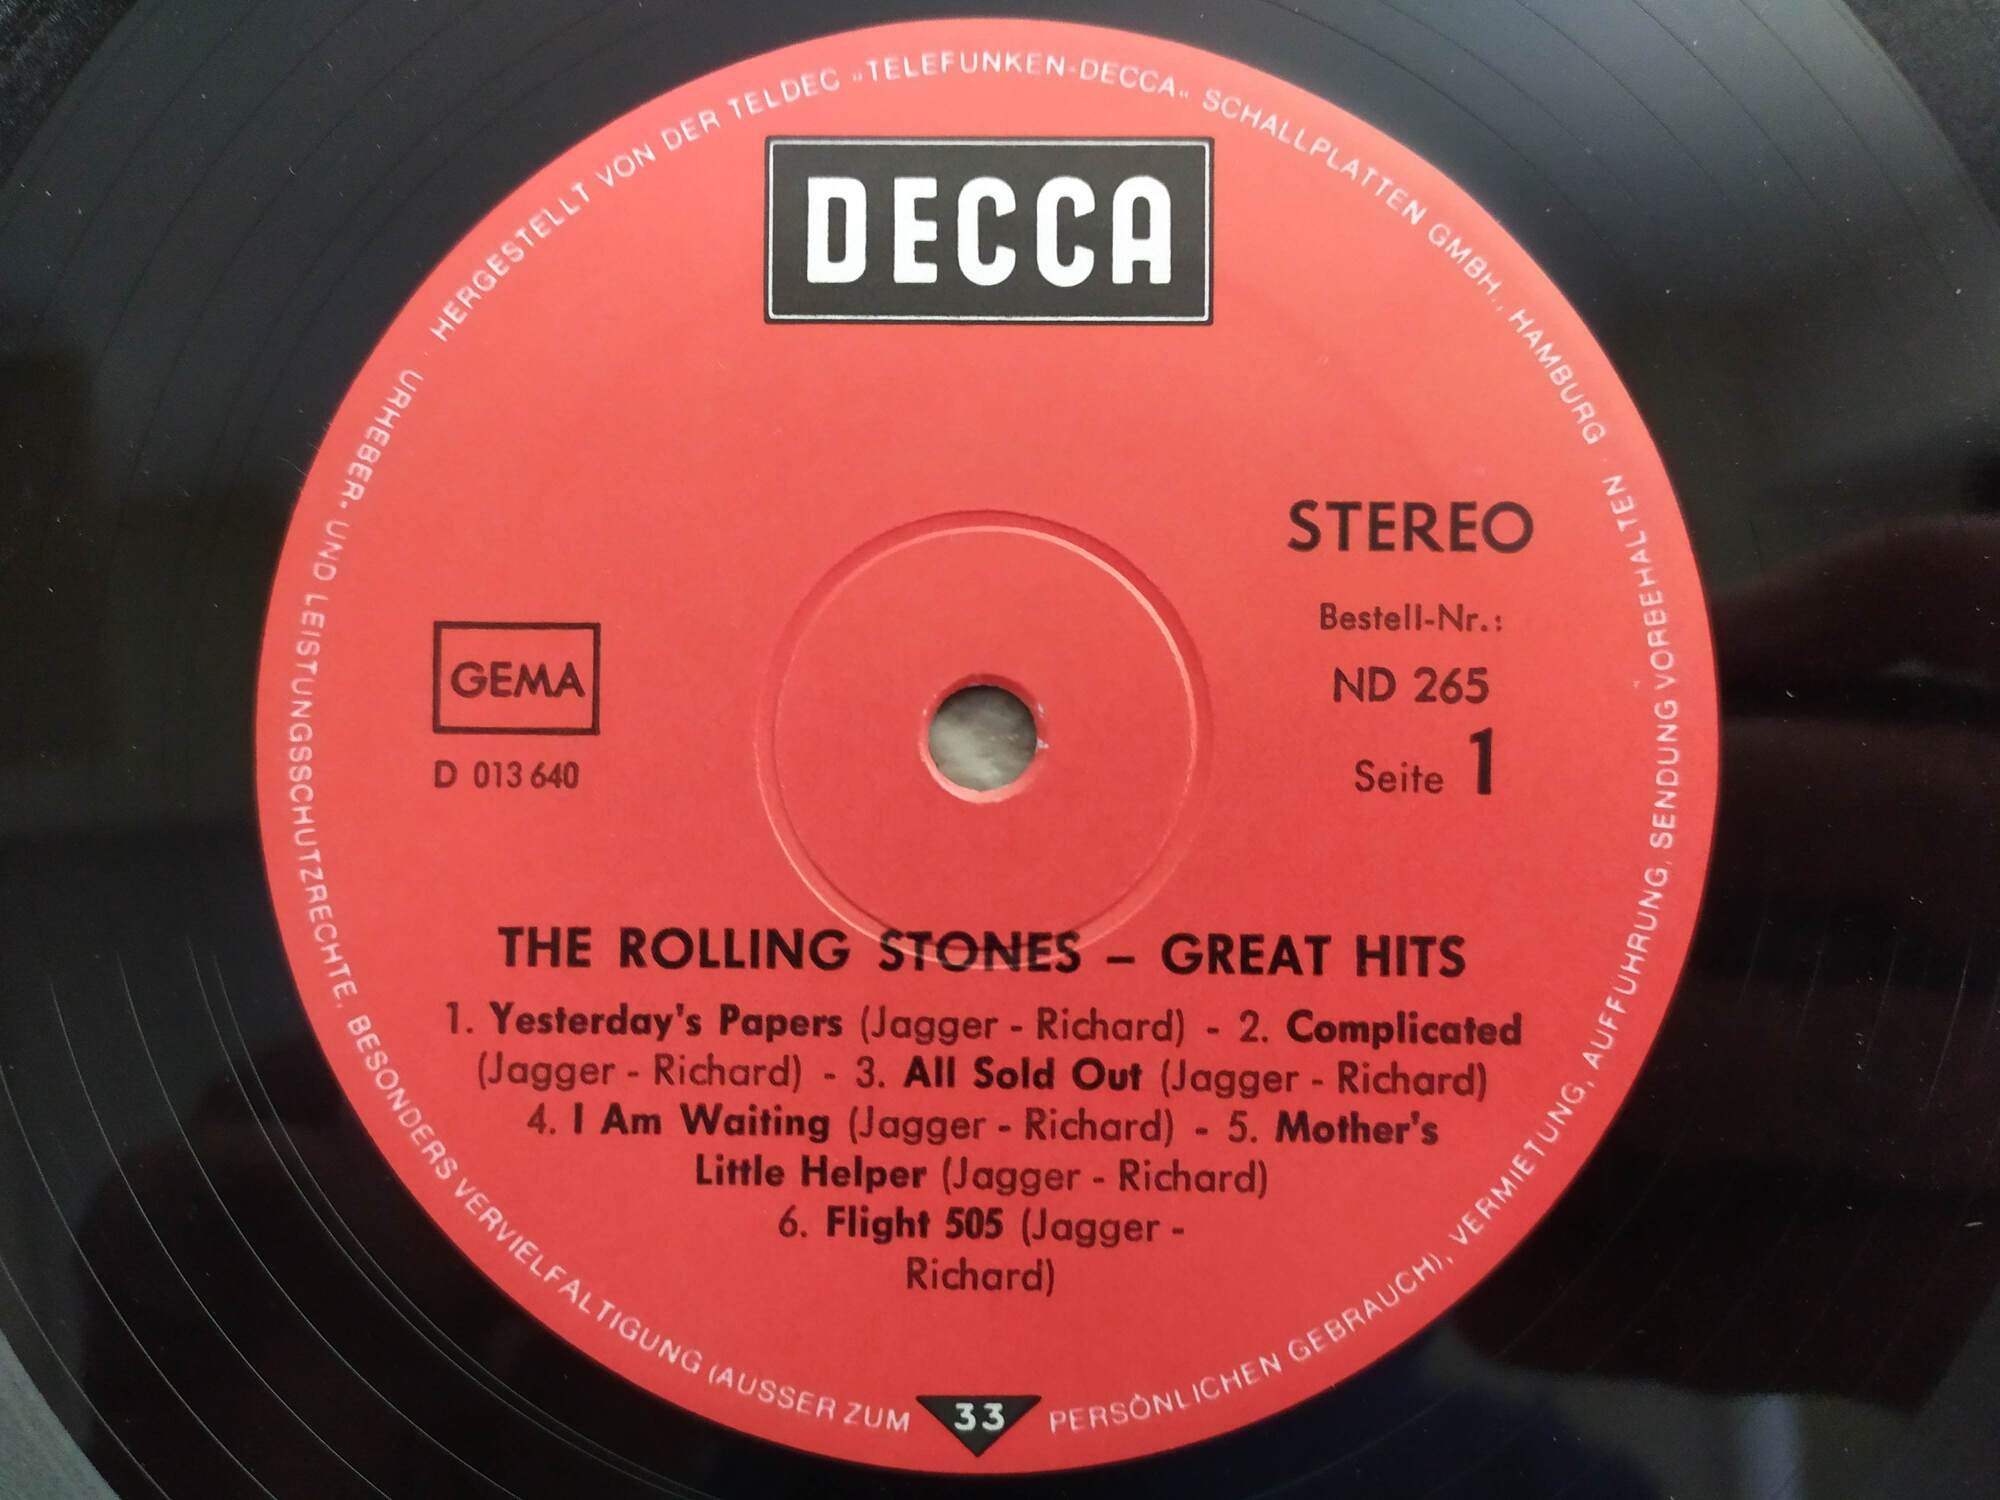 HERGESTELLT VON DER TELDEC „TELEFUNKEN-DECCA“ SCHALLPLATTEN GMBH., HAMBURG ·
DECCA
STEREO
Bestell-Nr.:
ND 265
Seite 1
GEMA
D 013 640
THE ROLLING STONES – GREAT HITS
1. Yesterday's Papers (Jagger - Richard) - 2. Complicated
(Jagger - Richard) - 3. All Sold Out (Jagger - Richard)
4. I Am Waiting (Jagger - Richard) - 5. Mother's
Little Helper (Jagger - Richard)
6. Flight 505 (Jagger -
Richard)
URHEBER- UND LEISTUNGSSCHUTZRECHTE, BESONDERS VERVIELFALTIGUNG (AUSSER ZUM PERSÖNLICHEN GEBRAUCH), VERMIETUNG, AUFFUHRUNG, SENDUNG VORBEHALTEN ·
33